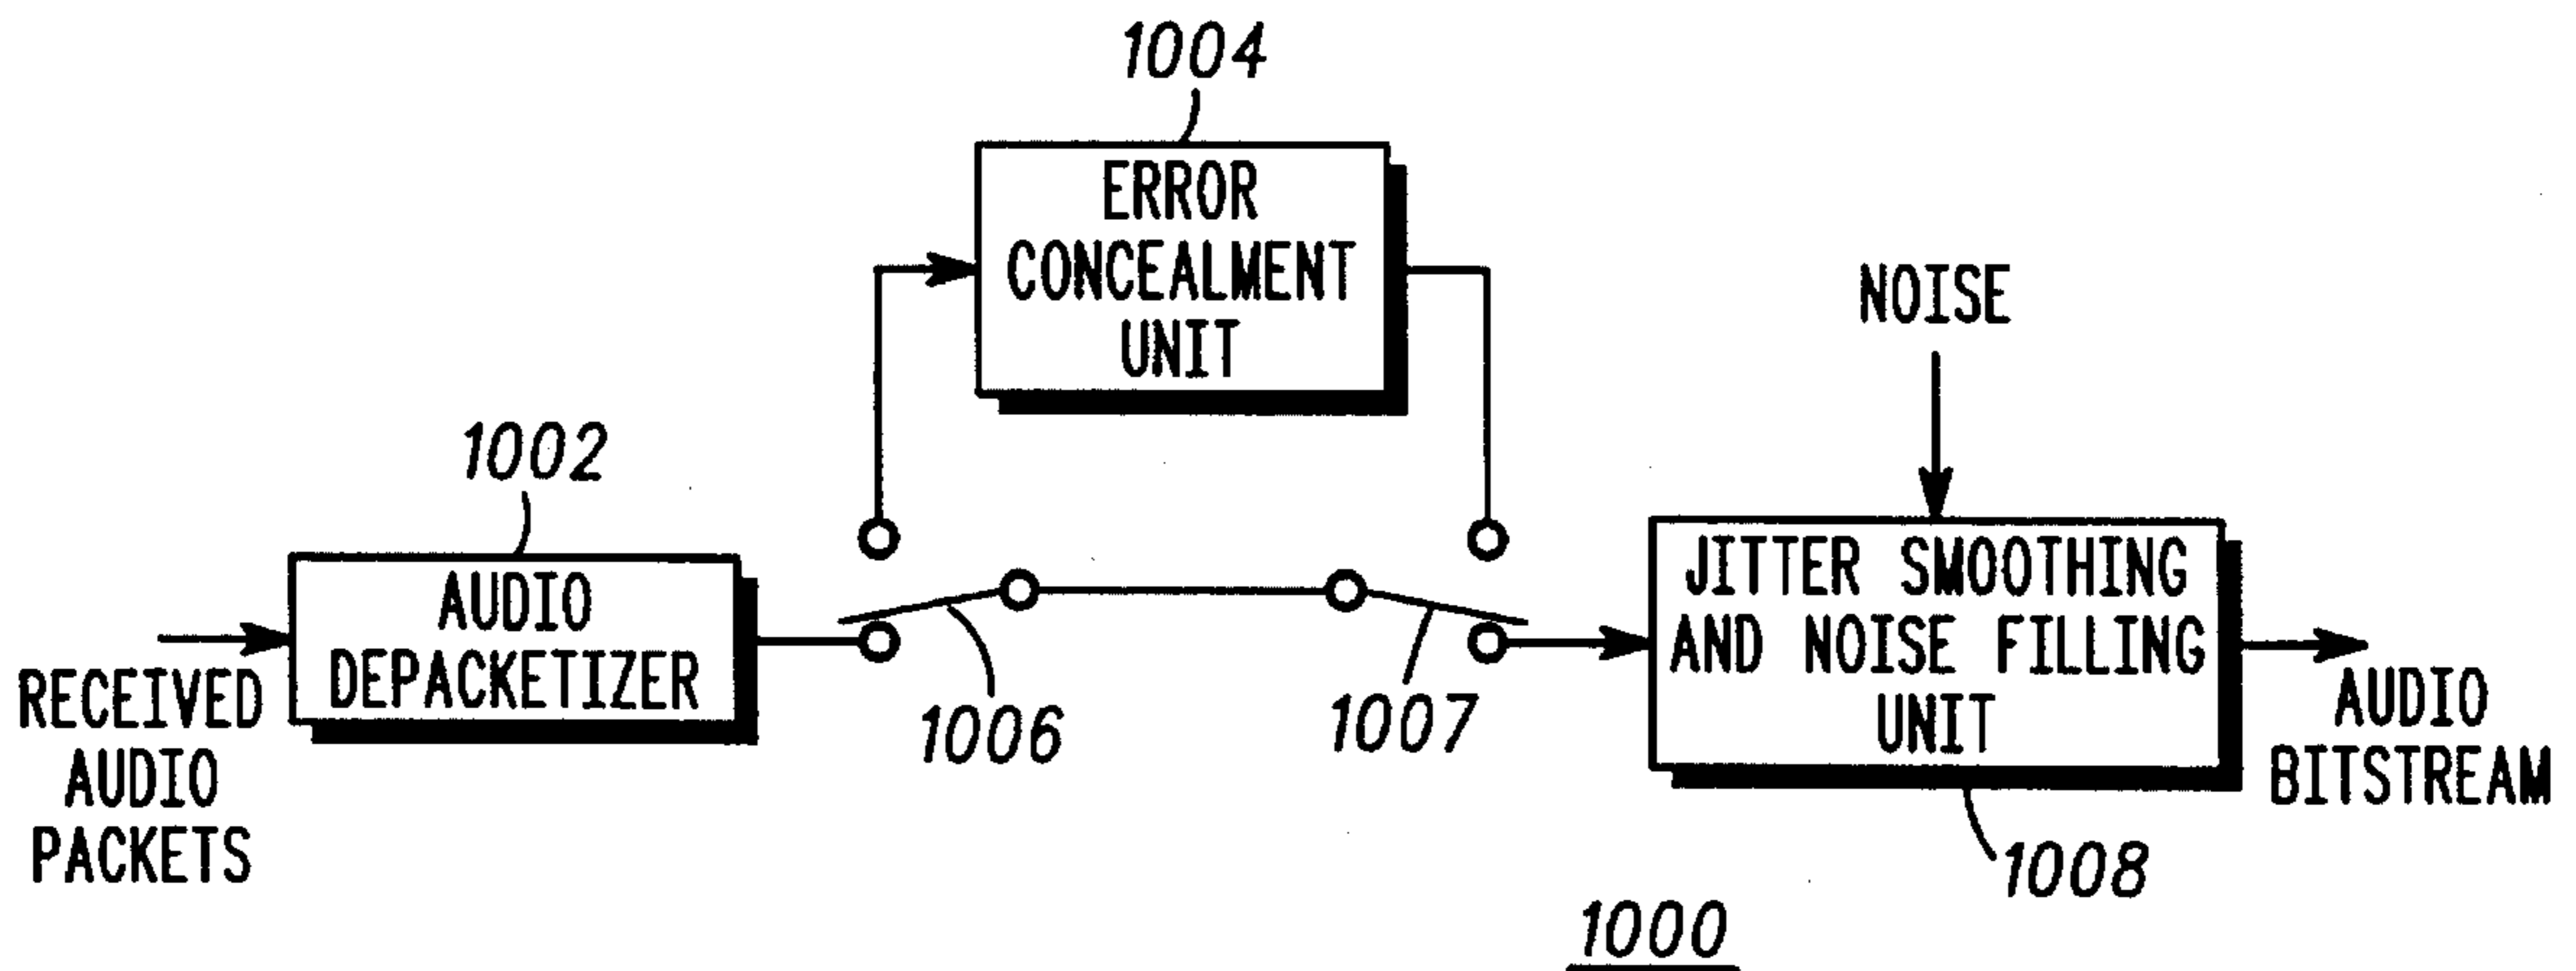 1004
ERROR
CONCEALMENT
UNIT
NOISE
1002
AUDIO
DEPACKETIZER
RECEIVED
AUDIO
PACKETS
1006
1007
JITTER SMOOTHING
AND NOISE FILLING
UNIT
AUDIO
BITSTREAM
1008
1000